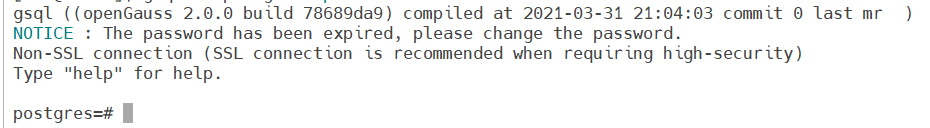 gsql ((openGauss 2.0.0 build 78689da9) compiled at 2021-03-31 21:04:03 commit 0 last mr  )
NOTICE : The password has been expired, please change the password.
Non-SSL connection (SSL connection is recommended when requiring high-security)
Type "help" for help.
postgres=#